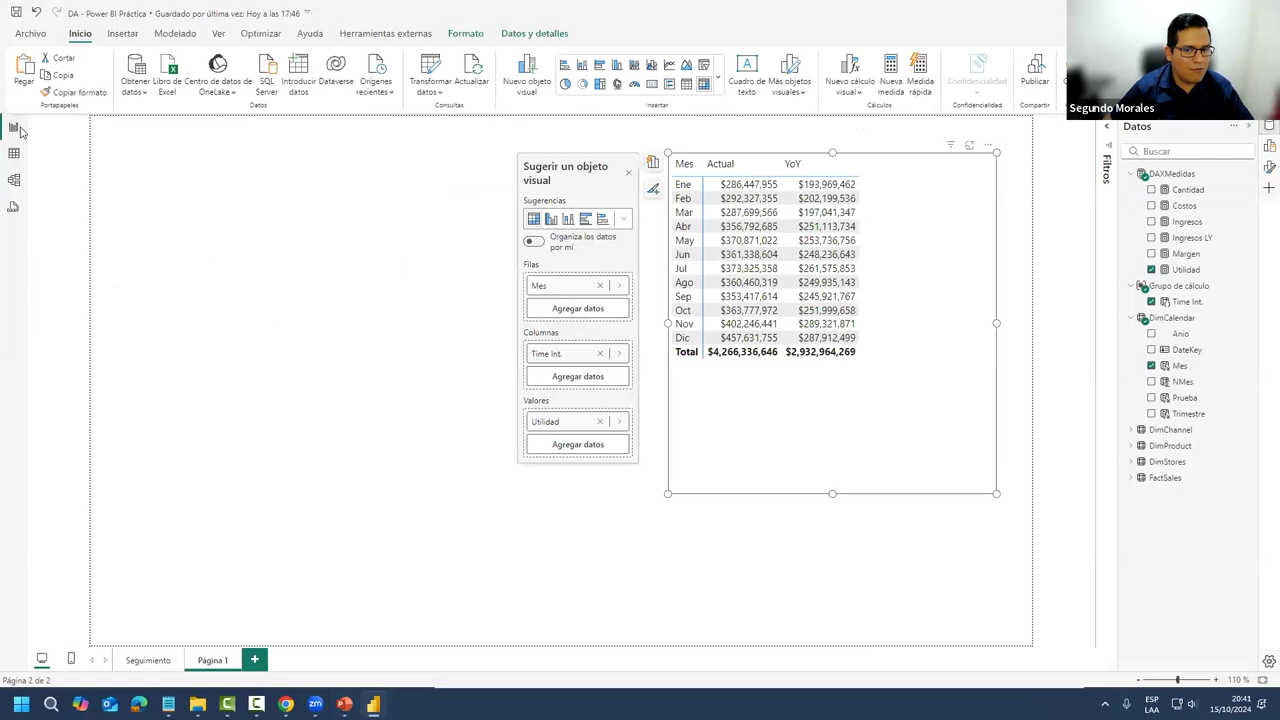 DA - Power BI Práctica • Guardado por última vez: Hoy a las 17:46
Archivo Inicio Insertar Modelado Ver Optimizar Ayuda Herramientas externas Formato Datos y detalles
Pegar
Cortar
Copia
Copiar formato
Portapapeles
Obtener datos
Libro de Excel
Centro de datos de OneLake
SQL Server
Introducir datos
Dataverse
Orígenes recientes
Datos
Transformar datos
Actualizar
Consultas
Nuevo objeto visual
Cuadro de texto
Más objetos visuales
Insertar
Nuevo cálculo visual
Nueva medida
Medida rápida
Cálculos
Confidencialidad
Confidencialidad
Publicar
Compartir
Segundo Morales
Sugerir un objeto visual
Sugerencias
Organiza los datos por mí
Filas
Mes
Agregar datos
Columnas
Time Int.
Agregar datos
Valores
Utilidad
Agregar datos
Mes Actual YoY
Ene $286,447,955 $193,969,462
Feb $292,327,355 $202,199,536
Mar $287,699,566 $197,041,347
Abr $356,792,685 $251,113,734
May $370,871,022 $253,736,756
Jun $361,338,604 $248,236,643
Jul $373,325,358 $261,575,853
Ago $360,460,319 $249,935,143
Sep $353,417,614 $245,921,767
Oct $363,777,972 $251,999,658
Nov $402,246,441 $289,321,871
Dic $457,631,755 $287,912,499
Total $4,266,336,646 $2,932,964,269
Filtros
Datos
Buscar
DAXMedidas
Cantidad
Costos
Ingresos
Ingresos LY
Margen
Utilidad
Grupo de cálculo
Time Int.
DimCalendar
Anio
DateKey
Mes
NMes
Prueba
Trimestre
DimChannel
DimProduct
DimStores
FactSales
Seguimiento Página 1
Página 2 de 2
110 %
ESP
LAA
20:41
15/10/2024